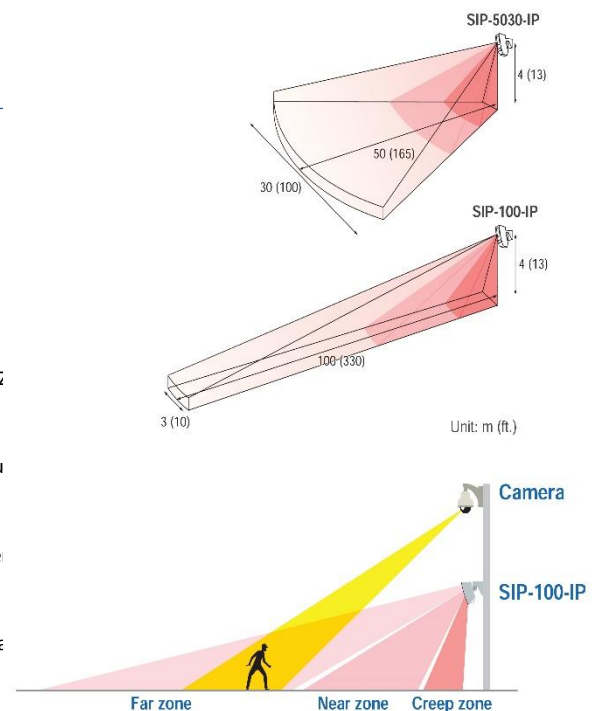 SIP-5030-IP
4 (13)
50 (165)
30 (100)
SIP-100-IP
4 (13)
100 (330)
3 (10)
Unit: m (ft.)
Camera
SIP-100-IP
Far zone
Near zone
Creep zone